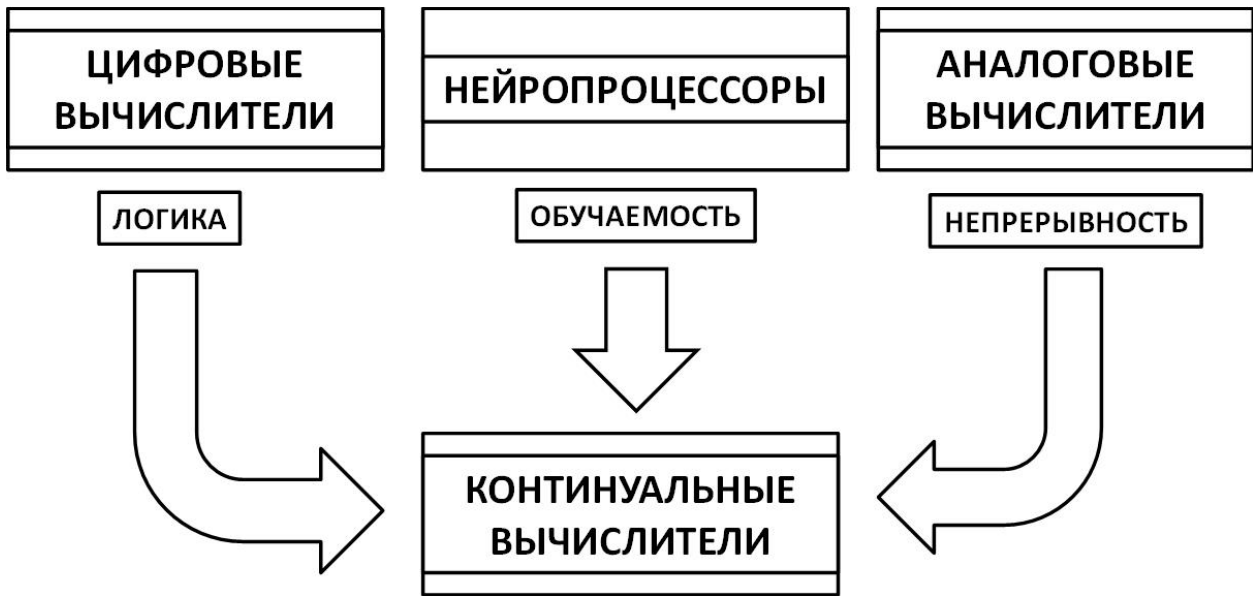 ЦИФРОВЫЕ
ВЫЧИСЛИТЕЛИ
НЕЙРОПРОЦЕССОРЫ
АНАЛОГОВЫЕ
ВЫЧИСЛИТЕЛИ
ЛОГИКА
ОБУЧАЕМОСТЬ
НЕПРЕРЫВНОСТЬ
КОНТИНУАЛЬНЫЕ
ВЫЧИСЛИТЕЛИ